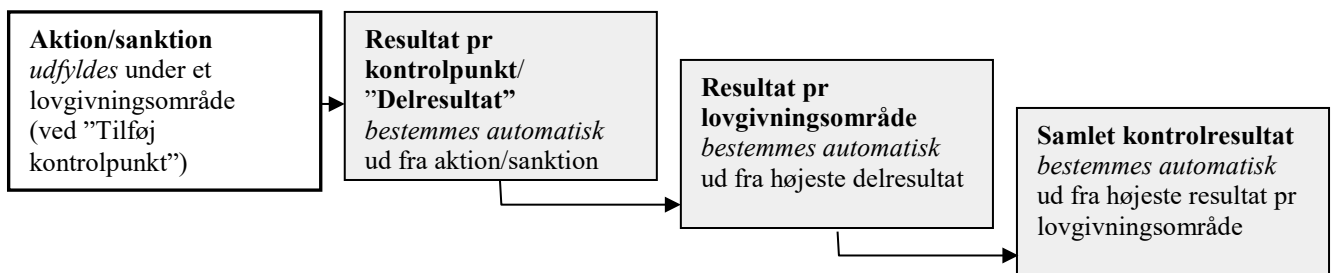 Aktion/sanktion
udfyldes under et
lovgivningsområde
(ved ”Tilføj
kontrolpunkt”)
Resultat pr
kontrolpunkt/
”Delresultat”
bestemmes automatisk
ud fra aktion/sanktion
Resultat pr
lovgivningsområde
bestemmes automatisk
ud fra højeste delresultat
Samlet kontrolresultat
bestemmes automatisk
ud fra højeste resultat pr
lovgivningsområde